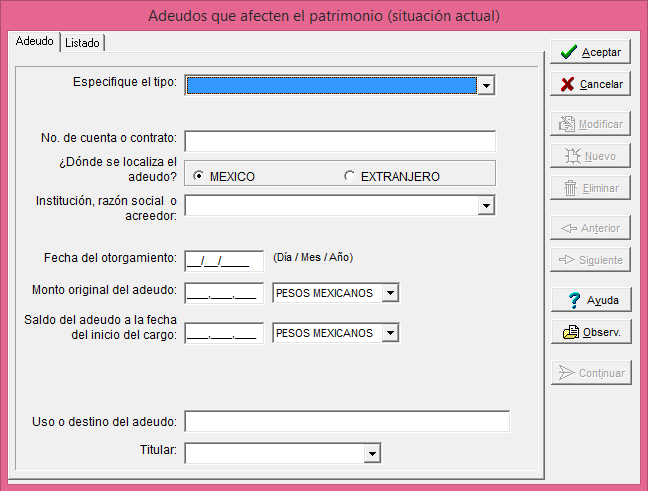 Adeudos que afecten el patrimonio (situación actual)
Adeudo
Listado
Especifique el tipo:
No. de cuenta o contrato:
¿Dónde se localiza el
adeudo?
MEXICO
EXTRANJERO
Institución, razón social o
acreedor:
Fecha del otorgamiento:
__/__/____
(Día / Mes / Año)
Monto original del adeudo:
___,___,___
PESOS MEXICANOS
Saldo del adeudo a la fecha
del inicio del cargo:
___,___,___
PESOS MEXICANOS
Uso o destino del adeudo:
Titular:
Aceptar
Cancelar
Modificar
Nuevo
Eliminar
Anterior
Siguiente
Ayuda
Observ.
Continuar